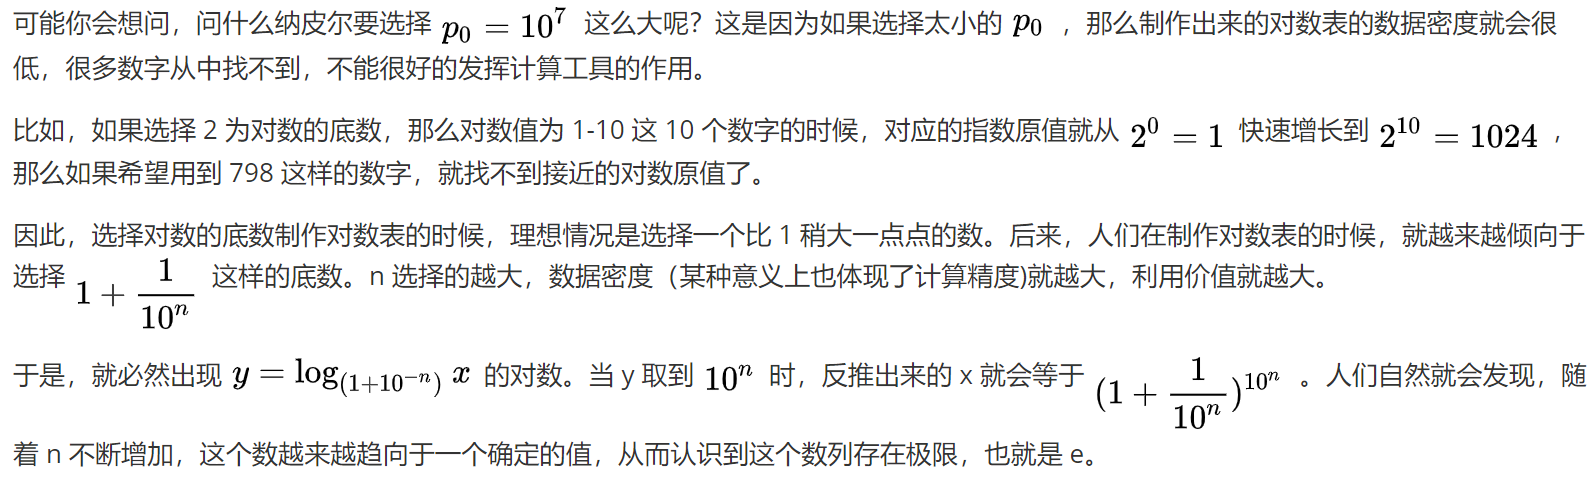 可能你会想问，问什么纳皮尔要选择 p₀ = 10⁷ 这么大呢？这是因为如果选择太小的 p₀ ，那么制作出来的对数表的数据密度就会很
低，很多数字从中找不到，不能很好的发挥计算工具的作用。
比如，如果选择 2 为对数的底数，那么对数值为 1-10 这 10 个数字的时候，对应的指数原值就从 2⁰ = 1 快速增长到 2¹⁰ = 1024 ，
那么如果希望用到 798 这样的数字，就找不到接近的对数原值了。
因此，选择对数的底数制作对数表的时候，理想情况是选择一个比 1 稍大一点点的数。后来，人们在制作对数表的时候，就越来越倾向于
选择 1 + 1/10ⁿ 这样的底数。n 选择的越大，数据密度（某种意义上也体现了计算精度)就越大，利用价值就越大。
于是，就必然出现 y = log₍₁₊₁₀₋ₙ₎ x 的对数。当 y 取到 10ⁿ 时，反推出来的 x 就会等于 (1 + 1/10ⁿ)^10ⁿ 。人们自然就会发现，随
着 n 不断增加，这个数越来越趋向于一个确定的值，从而认识到这个数列存在极限，也就是 e。